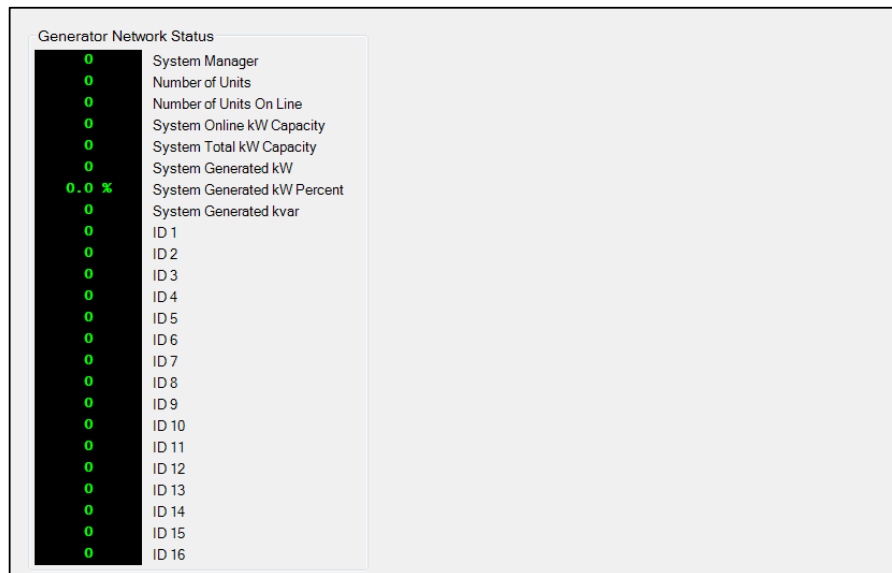 Generator Network Status
0 System Manager
0 Number of Units
0 Number of Units On Line
0 System Online kW Capacity
0 System Total kW Capacity
0 System Generated kW
0.0 % System Generated kW Percent
0 System Generated kvar
0 ID 1
0 ID 2
0 ID 3
0 ID 4
0 ID 5
0 ID 6
0 ID 7
0 ID 8
0 ID 9
0 ID 10
0 ID 11
0 ID 12
0 ID 13
0 ID 14
0 ID 15
0 ID 16